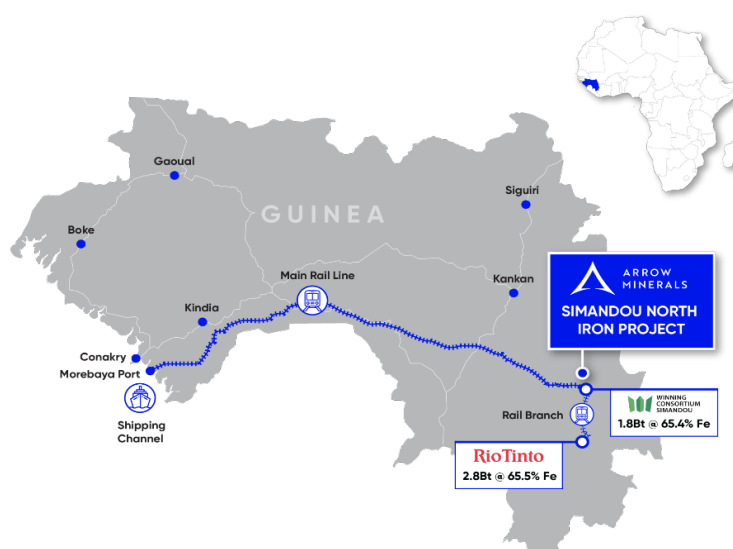 Gaoual
Siguiri
GUINEA
Boke
ARROW
MINERALS
SIMANDOU NORTH
IRON PROJECT
Main Rail Line
Kankan
Kindia
Conakry
Morebaya Port
Shipping
Channel
WINNING
CONSORTIUM
SIMANDOU
1.8Bt @ 65.4% Fe
Rail Branch
RioTinto
2.8Bt @ 65.5% Fe